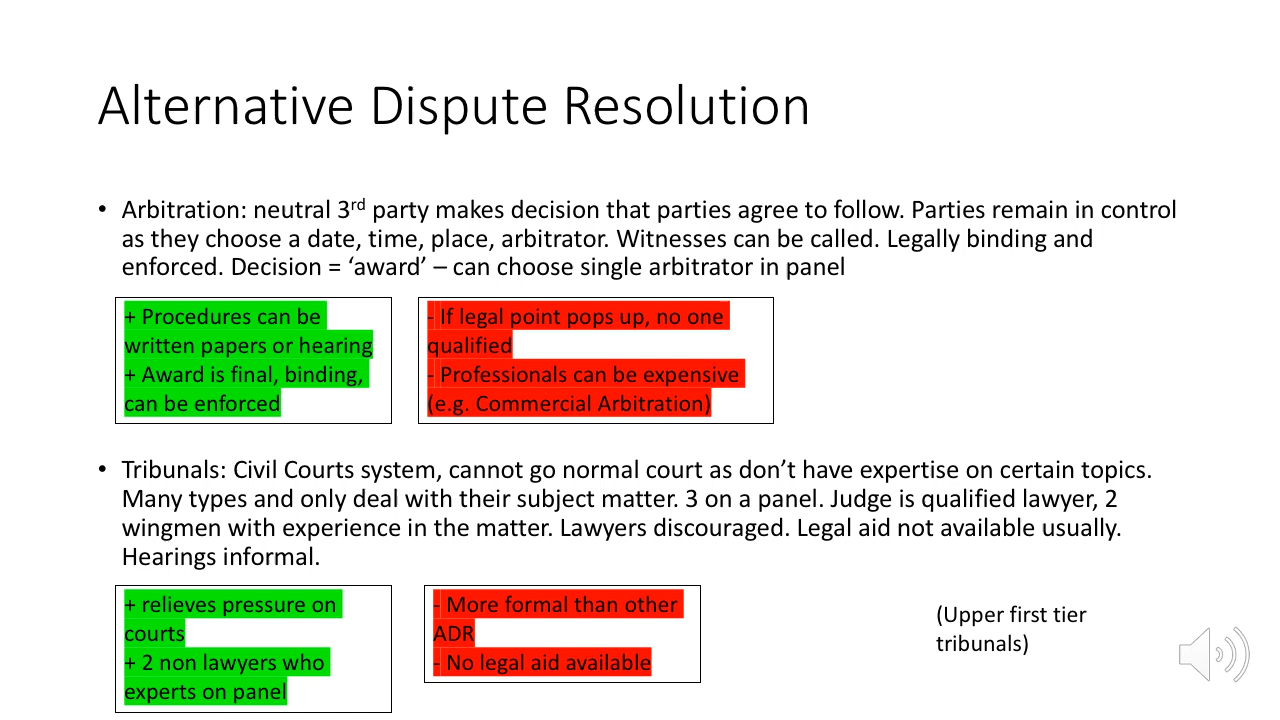 Alternative Dispute Resolution
• Arbitration: neutral 3rd party makes decision that parties agree to follow. Parties remain in control
as they choose a date, time, place, arbitrator. Witnesses can be called. Legally binding and
enforced. Decision = ‘award’ – can choose single arbitrator in panel
+ Procedures can be
written papers or hearing
+ Award is final, binding,
can be enforced
- If legal point pops up, no one
qualified
- Professionals can be expensive
(e.g. Commercial Arbitration)
• Tribunals: Civil Courts system, cannot go normal court as don’t have expertise on certain topics.
Many types and only deal with their subject matter. 3 on a panel. Judge is qualified lawyer, 2
wingmen with experience in the matter. Lawyers discouraged. Legal aid not available usually.
Hearings informal.
+ relieves pressure on
courts
+ 2 non lawyers who
experts on panel
- More formal than other
ADR
- No legal aid available
(Upper first tier
tribunals)